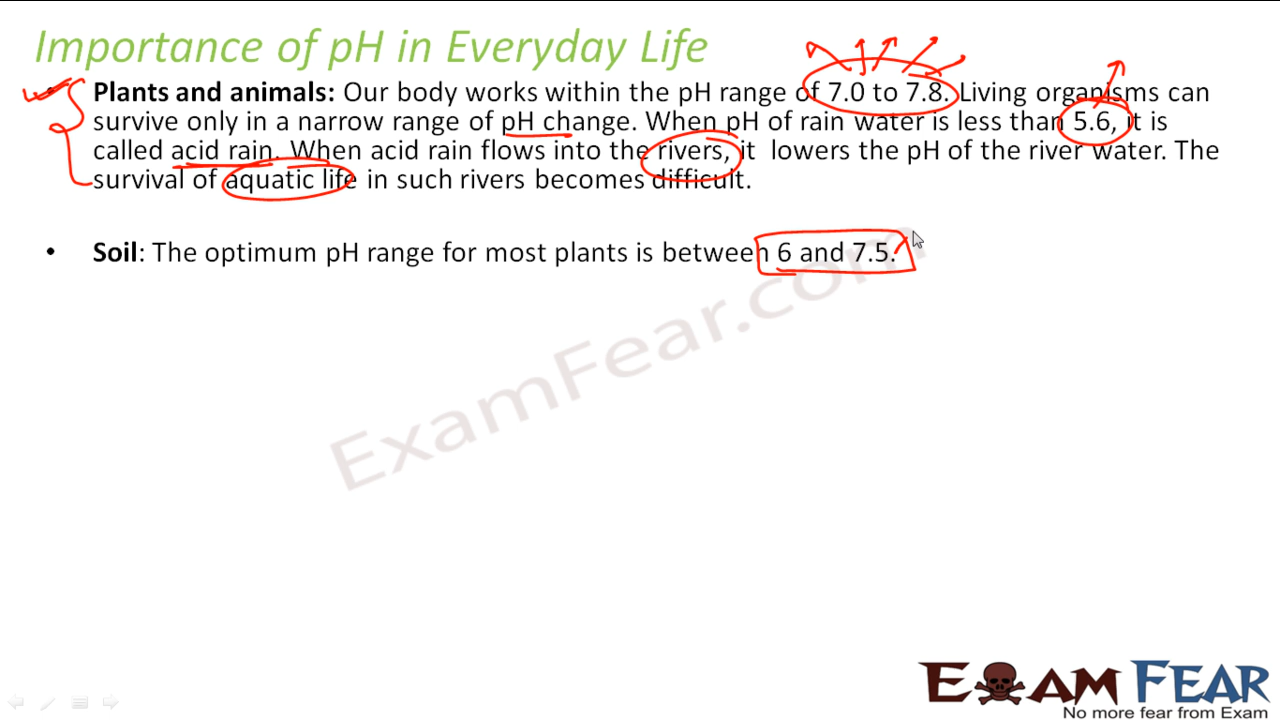 Importance of pH in Everyday Life
Plants and animals: Our body works within the pH range of 7.0 to 7.8. Living organisms can
survive only in a narrow range of pH change. When pH of rain water is less than 5.6, it is
called acid rain. When acid rain flows into the rivers, it lowers the pH of the river water. The
survival of aquatic life in such rivers becomes difficult.
• Soil: The optimum pH range for most plants is between 6 and 7.5.
ExamFear.com
EXAM FEAR
No more fear from Exam